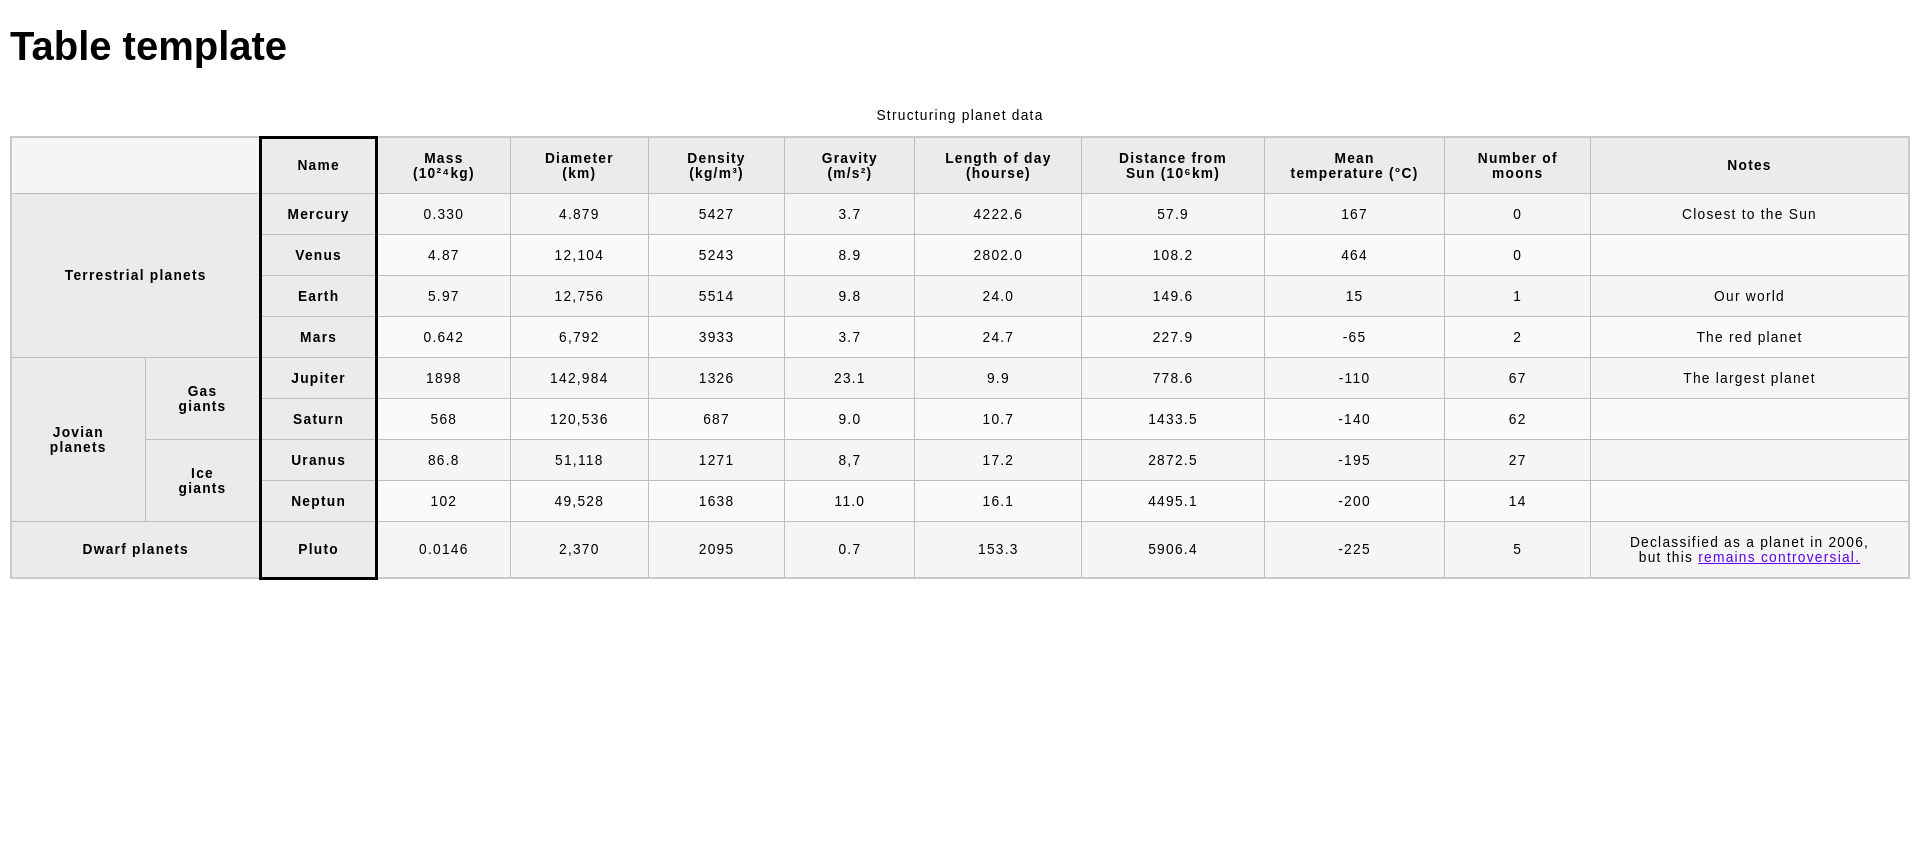 Table template
Structuring planet data
Name Mass (10²⁴kg) Diameter (km) Density (kg/m³) Gravity (m/s²) Length of day (hourse) Distance from Sun (10⁶km) Mean temperature (°C) Number of moons Notes
Terrestrial planets Mercury 0.330 4.879 5427 3.7 4222.6 57.9 167 0 Closest to the Sun
Venus 4.87 12,104 5243 8.9 2802.0 108.2 464 0
Earth 5.97 12,756 5514 9.8 24.0 149.6 15 1 Our world
Mars 0.642 6,792 3933 3.7 24.7 227.9 -65 2 The red planet
Jovian planets Gas giants Jupiter 1898 142,984 1326 23.1 9.9 778.6 -110 67 The largest planet
Saturn 568 120,536 687 9.0 10.7 1433.5 -140 62
Ice giants Uranus 86.8 51,118 1271 8,7 17.2 2872.5 -195 27
Neptun 102 49,528 1638 11.0 16.1 4495.1 -200 14
Dwarf planets Pluto 0.0146 2,370 2095 0.7 153.3 5906.4 -225 5 Declassified as a planet in 2006, but this remains controversial.